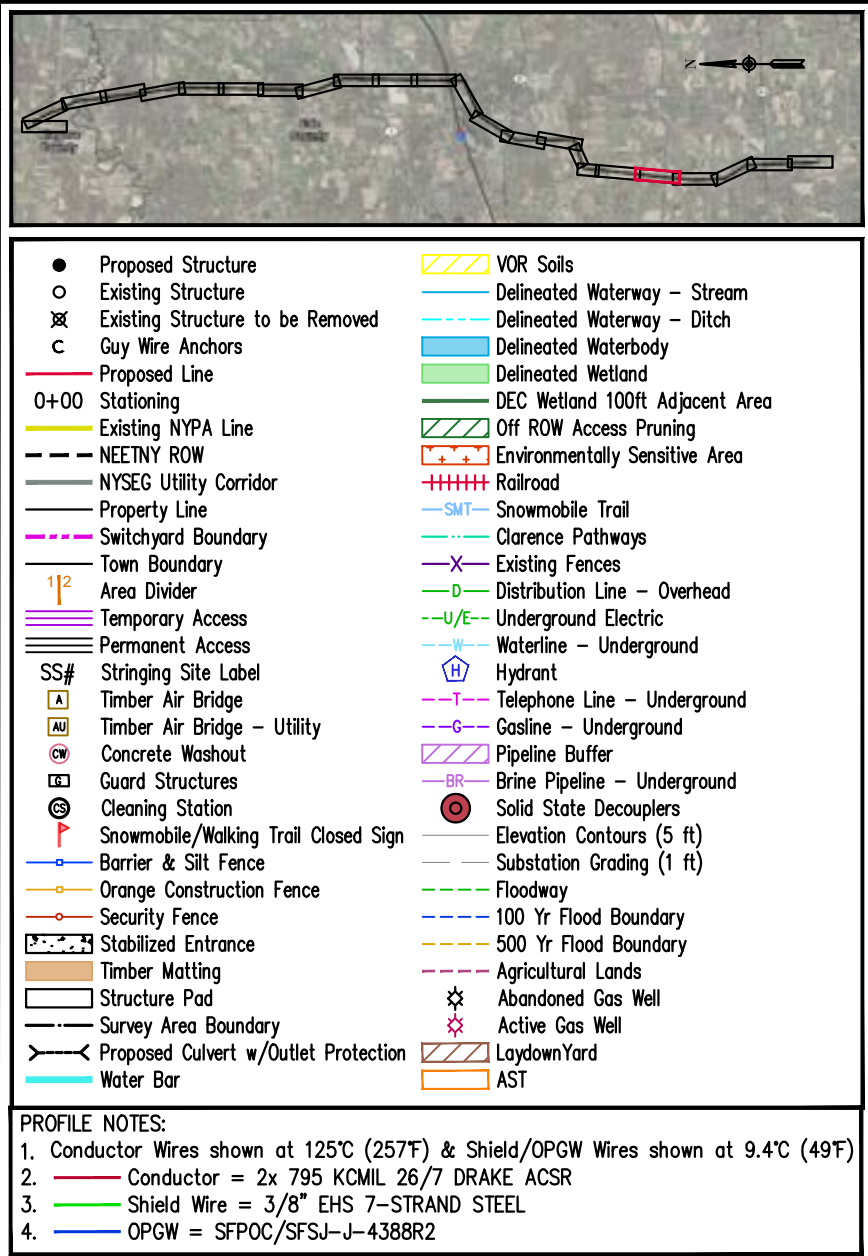 N
Proposed Structure
Existing Structure
Existing Structure to be Removed
C Guy Wire Anchors
Proposed Line
0+00 Stationing
Existing NYPA Line
NEETNY ROW
NYSEG Utility Corridor
Property Line
Switchyard Boundary
Town Boundary
1 2 Area Divider
Temporary Access
Permanent Access
SS# Stringing Site Label
A Timber Air Bridge
AU Timber Air Bridge - Utility
CW Concrete Washout
G Guard Structures
CS Cleaning Station
Snowmobile/Walking Trail Closed Sign
Barrier & Silt Fence
Orange Construction Fence
Security Fence
Stabilized Entrance
Timber Matting
Structure Pad
Survey Area Boundary
Proposed Culvert w/Outlet Protection
Water Bar
VOR Soils
Delineated Waterway - Stream
Delineated Waterway - Ditch
Delineated Waterbody
Delineated Wetland
DEC Wetland 100ft Adjacent Area
Off ROW Access Pruning
Environmentally Sensitive Area
Railroad
SMT Snowmobile Trail
Clarence Pathways
X Existing Fences
D Distribution Line - Overhead
U/E Underground Electric
W Waterline - Underground
H Hydrant
T Telephone Line - Underground
G Gasline - Underground
Pipeline Buffer
BR Brine Pipeline - Underground
Solid State Decouplers
Elevation Contours (5 ft)
Substation Grading (1 ft)
Floodway
100 Yr Flood Boundary
500 Yr Flood Boundary
Agricultural Lands
Abandoned Gas Well
Active Gas Well
LaydownYard
AST
PROFILE NOTES:
1. Conductor Wires shown at 125°C (257°F) & Shield/OPGW Wires shown at 9.4°C (49°F)
2. Conductor = 2x 795 KCMIL 26/7 DRAKE ACSR
3. Shield Wire = 3/8" EHS 7-STRAND STEEL
4. OPGW = SFPOC/SFSJ-J-4388R2